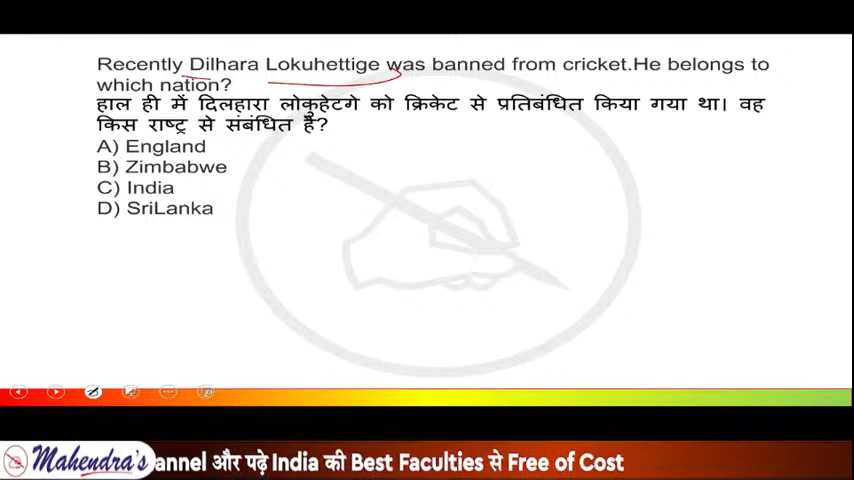 Recently Dilhara Lokuhettige was banned from cricket.He belongs to
which nation?
हाल ही में दिलहारा लोकुहेटगे को क्रिकेट से प्रतिबंधित किया गया था। वह
किस राष्ट्र से संबंधित है?
A) England
B) Zimbabwe
C) India
D) SriLanka
Mahendra's annel और पढ़े India की Best Faculties से Free of Cost